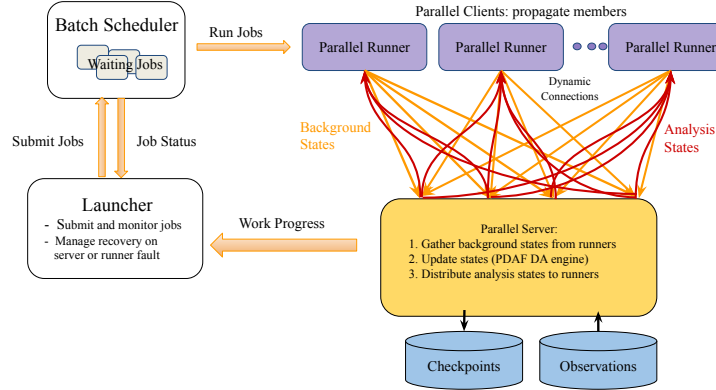 Batch Scheduler
Waiting Jobs
Run Jobs
Parallel Clients: propagate members
Parallel Runner
Parallel Runner
Parallel Runner
Dynamic
Connections
Submit Jobs
Job Status
Background
States
Analysis
States
Launcher
- Submit and monitor jobs
- Manage recovery on
server or runner fault
Work Progress
Parallel Server:
1. Gather background states from runners
2. Update states (PDAF DA engine)
3. Distribute analysis states to runners
Checkpoints
Observations